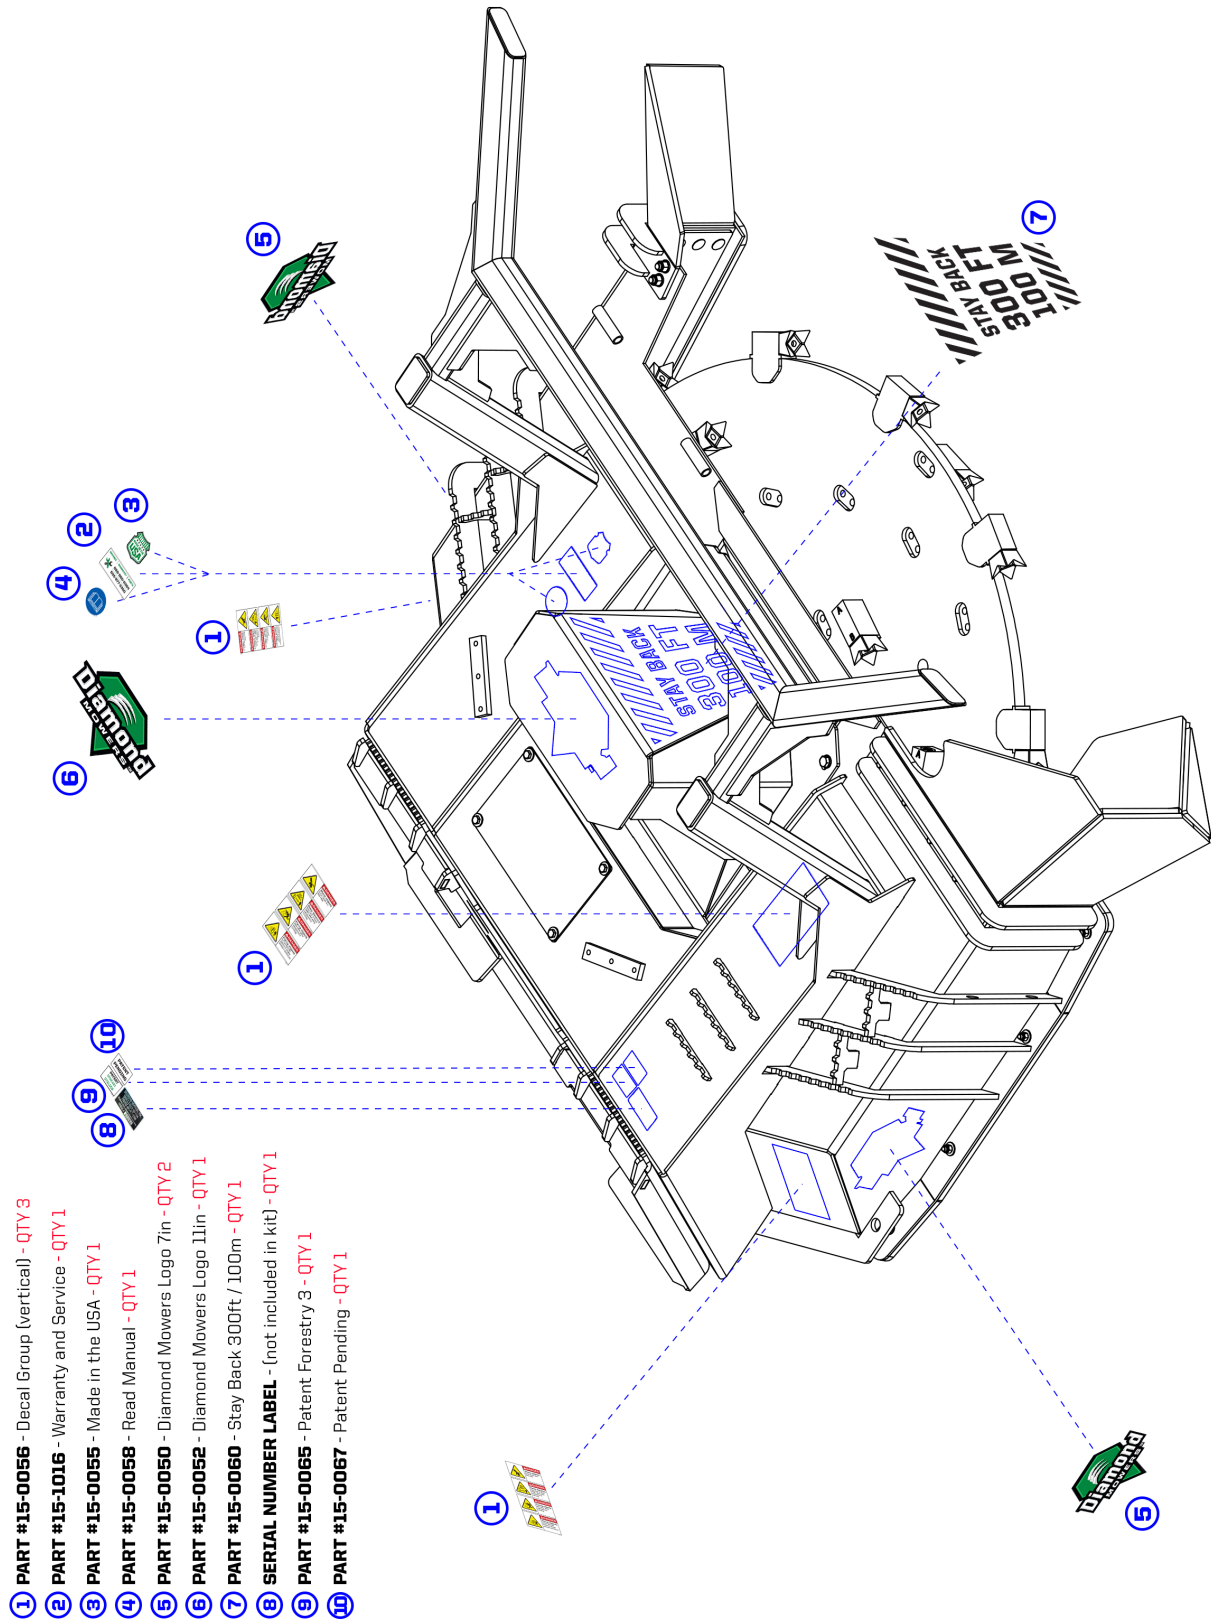 1 PART #15-0056 - Decal Group (vertical) - QTY 3
2 PART #15-1016 - Warranty and Service - QTY 1
3 PART #15-0055 - Made in the USA - QTY 1
4 PART #15-0058 - Read Manual - QTY 1
5 PART #15-0050 - Diamond Mowers Logo 7in - QTY 2
6 PART #15-0052 - Diamond Mowers Logo 11in - QTY 1
7 PART #15-0060 - Stay Back 300ft / 100m - QTY 1
8 SERIAL NUMBER LABEL - (not included in kit) - QTY 1
9 PART #15-0065 - Patent Forestry 3 - QTY 1
10 PART #15-0067 - Patent Pending - QTY 1
8
9
10
1
6
Diamond
MOWERS
1
4
2
3
5
Diamond
MOWERS
STAY BACK
300 FT
100 M
7
STAY BACK
300 FT
100 M
1
5
Diamond
MOWERS